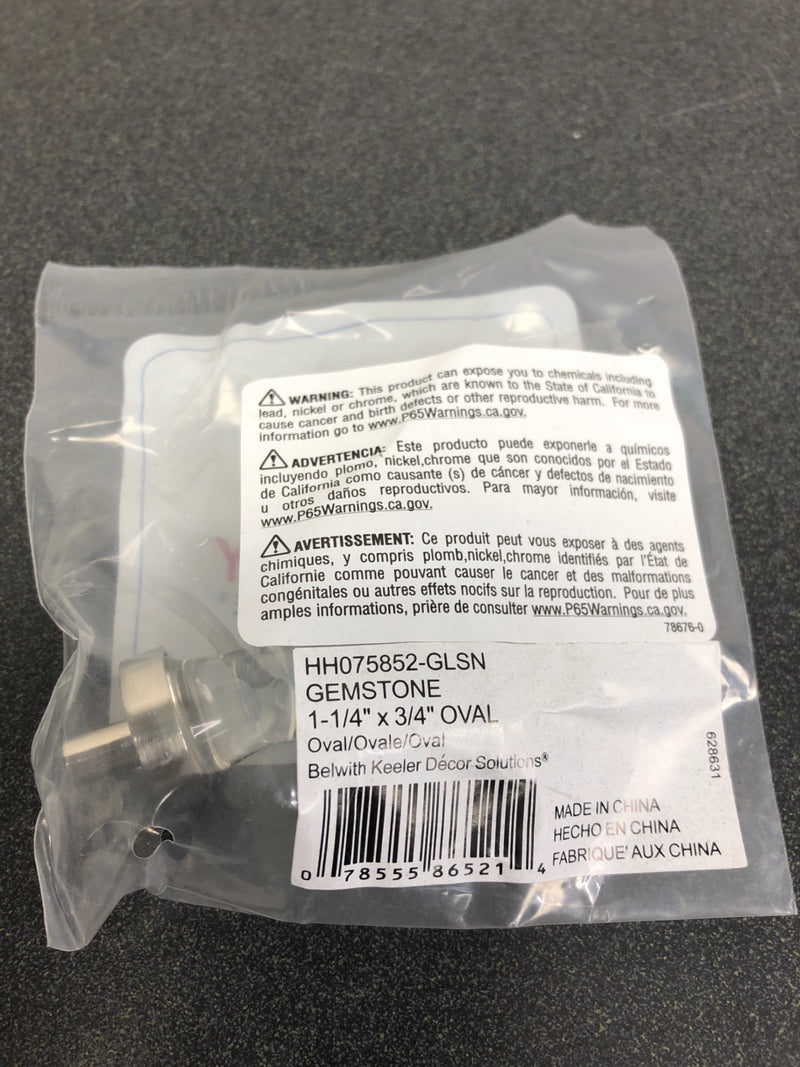 WARNING: This product can expose you to chemicals including
lead, nickel or chrome, which are known to the State of California to
cause cancer and birth defects or other reproductive harm. For more
information go to www.P65Warnings.ca.gov.
ADVERTENCIA: Este producto puede exponerle a químicos
incluyendo plomo, nickel,chrome que son conocidos por el Estado
de California como causante (s) de cáncer y defectos de nacimiento
u otros daños reproductivos. Para mayor información, visite
www.P65Warnings.ca.gov.
AVERTISSEMENT: Ce produit peut vous exposer à des agents
chimiques, y compris plomb,nickel,chrome identifiés par l'État de
Californie comme pouvant causer le cancer et des malformations
congénitales ou autres effets nocifs sur la reproduction. Pour de plus
amples informations, prière de consulter www.P65Warnings.ca.gov.
78676-0
HH075852-GLSN
GEMSTONE
1-1/4" x 3/4" OVAL
Oval/Ovale/Oval
Belwith Keeler Décor Solutions®
628631
MADE IN CHINA
HECHO EN CHINA
FABRIQUE' AUX CHINA
0 78555 86521 4